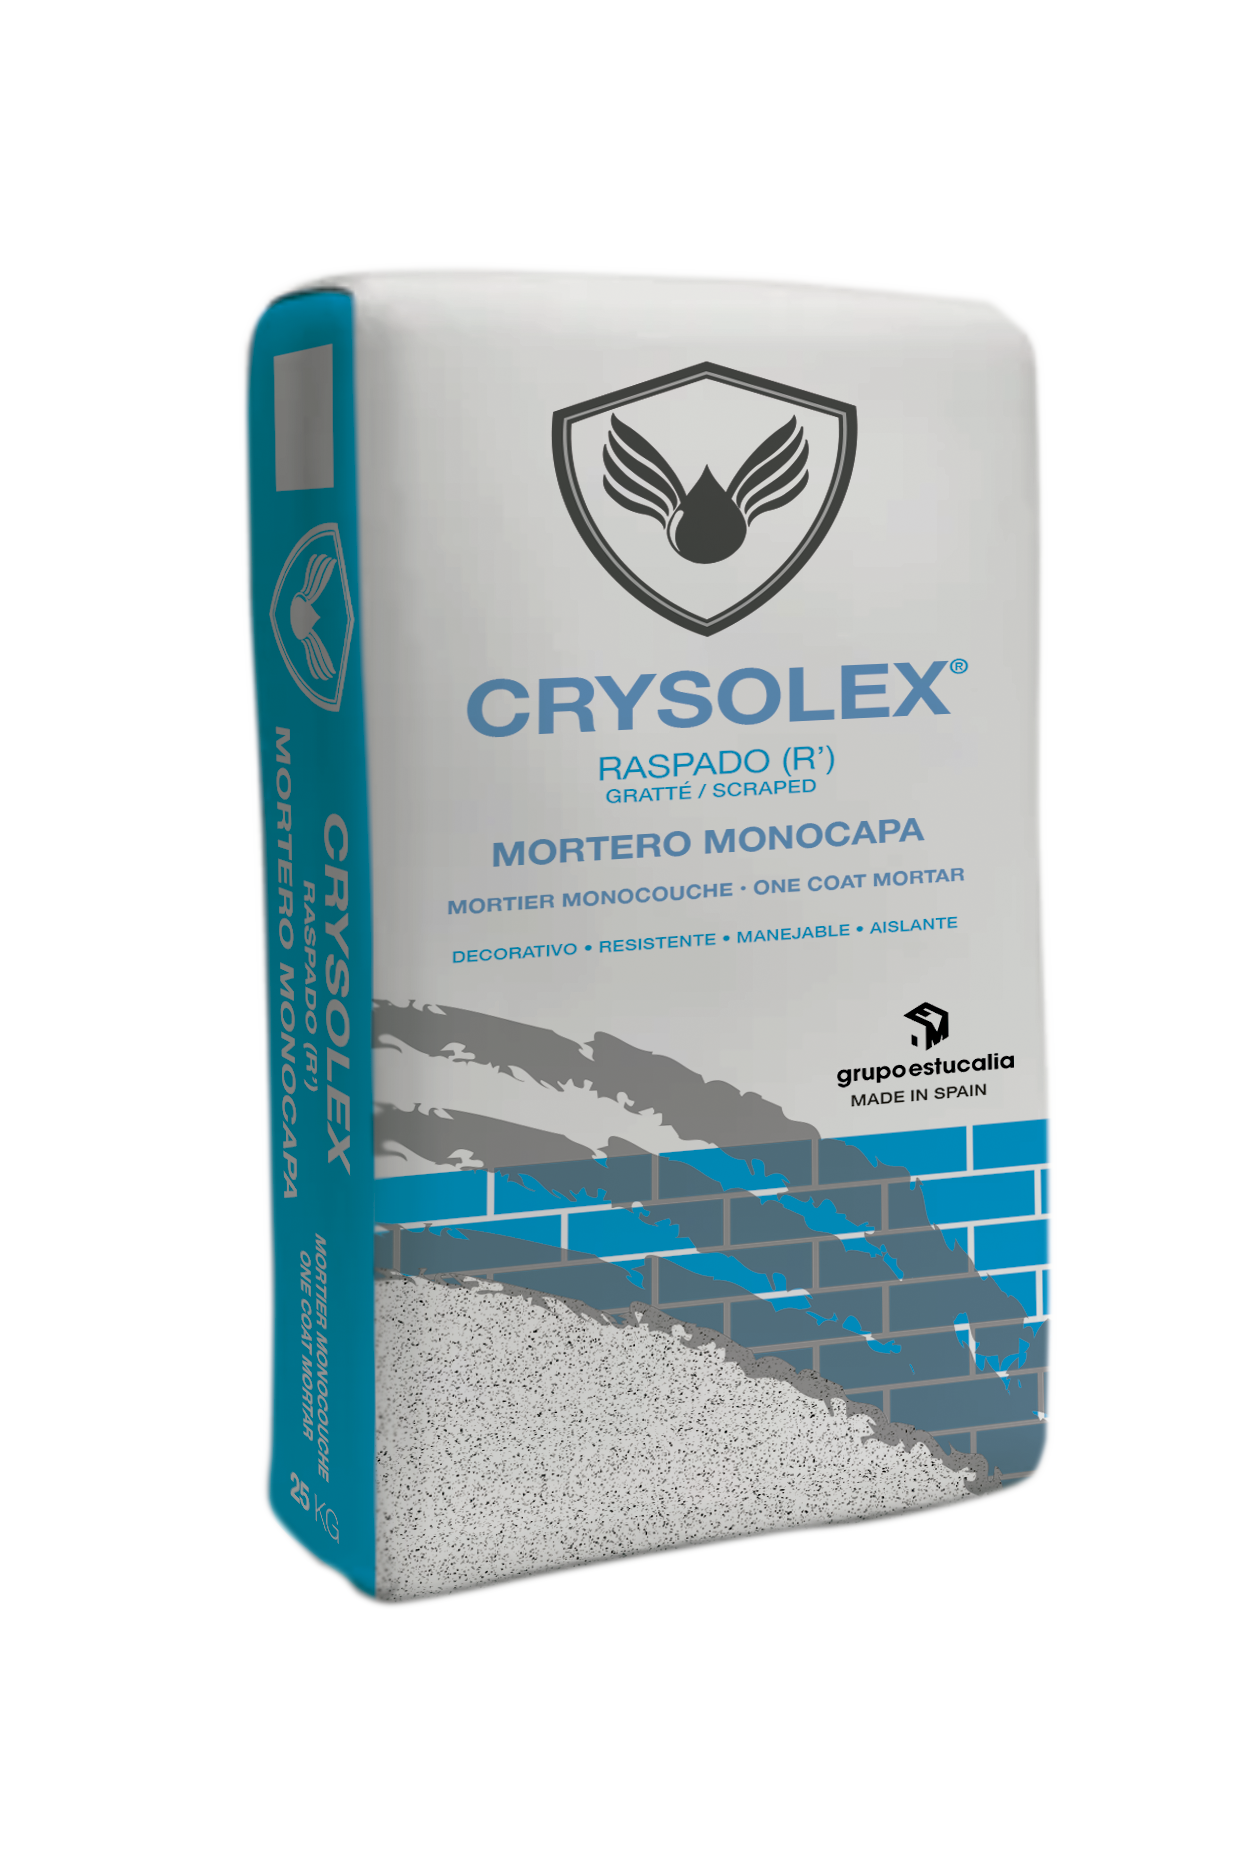 CRYSOLEX®
RASPADO (R’)
GRATTÉ / SCRAPED
MORTERO MONOCAPA
MORTIER MONOCOUCHE • ONE COAT MORTAR
DECORATIVO • RESISTENTE • MANEJABLE • AISLANTE
grupoestucalia
MADE IN SPAIN
CRYSOLEX
RASPADO (R’)
MORTERO MONOCAPA
MORTIER MONOCOUCHE
ONE COAT MORTAR
25 KG